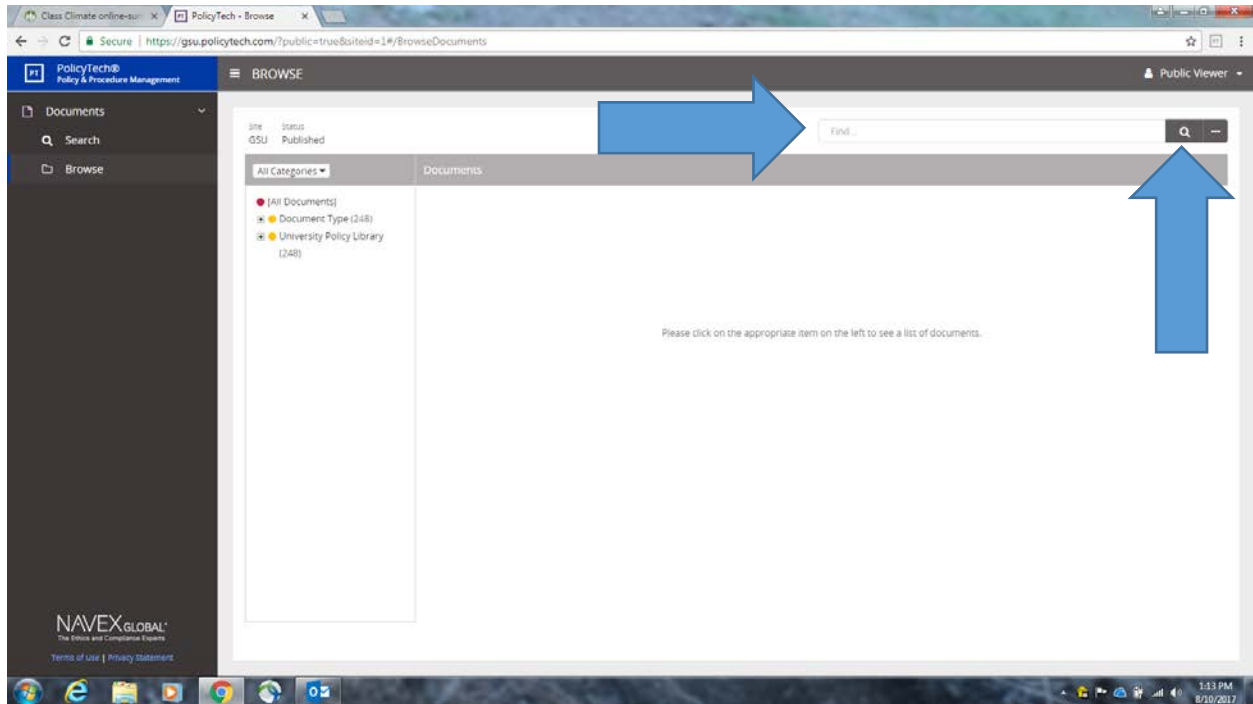 Class Climate online-sur
PolicyTech - Browse
Secure | https://gsu.policytech.com/?public=true&siteid=1#/BrowseDocuments
PT PolicyTech®
Policy & Procedure Management
BROWSE
Public Viewer
Documents
Search
Browse
Site Status
GSU Published
Find...
All Categories
Documents
[All Documents]
Document Type (248)
University Policy Library
(248)
Please click on the appropriate item on the left to see a list of documents.
NAVEX GLOBAL
The Ethics and Compliance Experts
Terms of Use | Privacy Statement
1:13 PM
8/10/2017